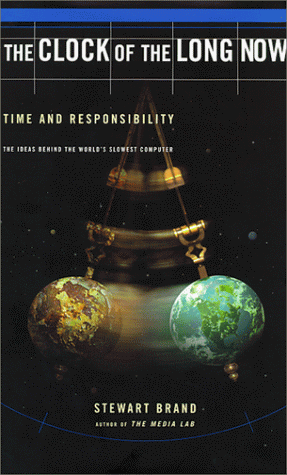 THE CLOCK OF THE LONG NOW
TIME AND RESPONSIBILITY
THE IDEAS BEHIND THE WORLD'S SLOWEST COMPUTER
STEWART BRAND
AUTHOR OF THE MEDIA LAB